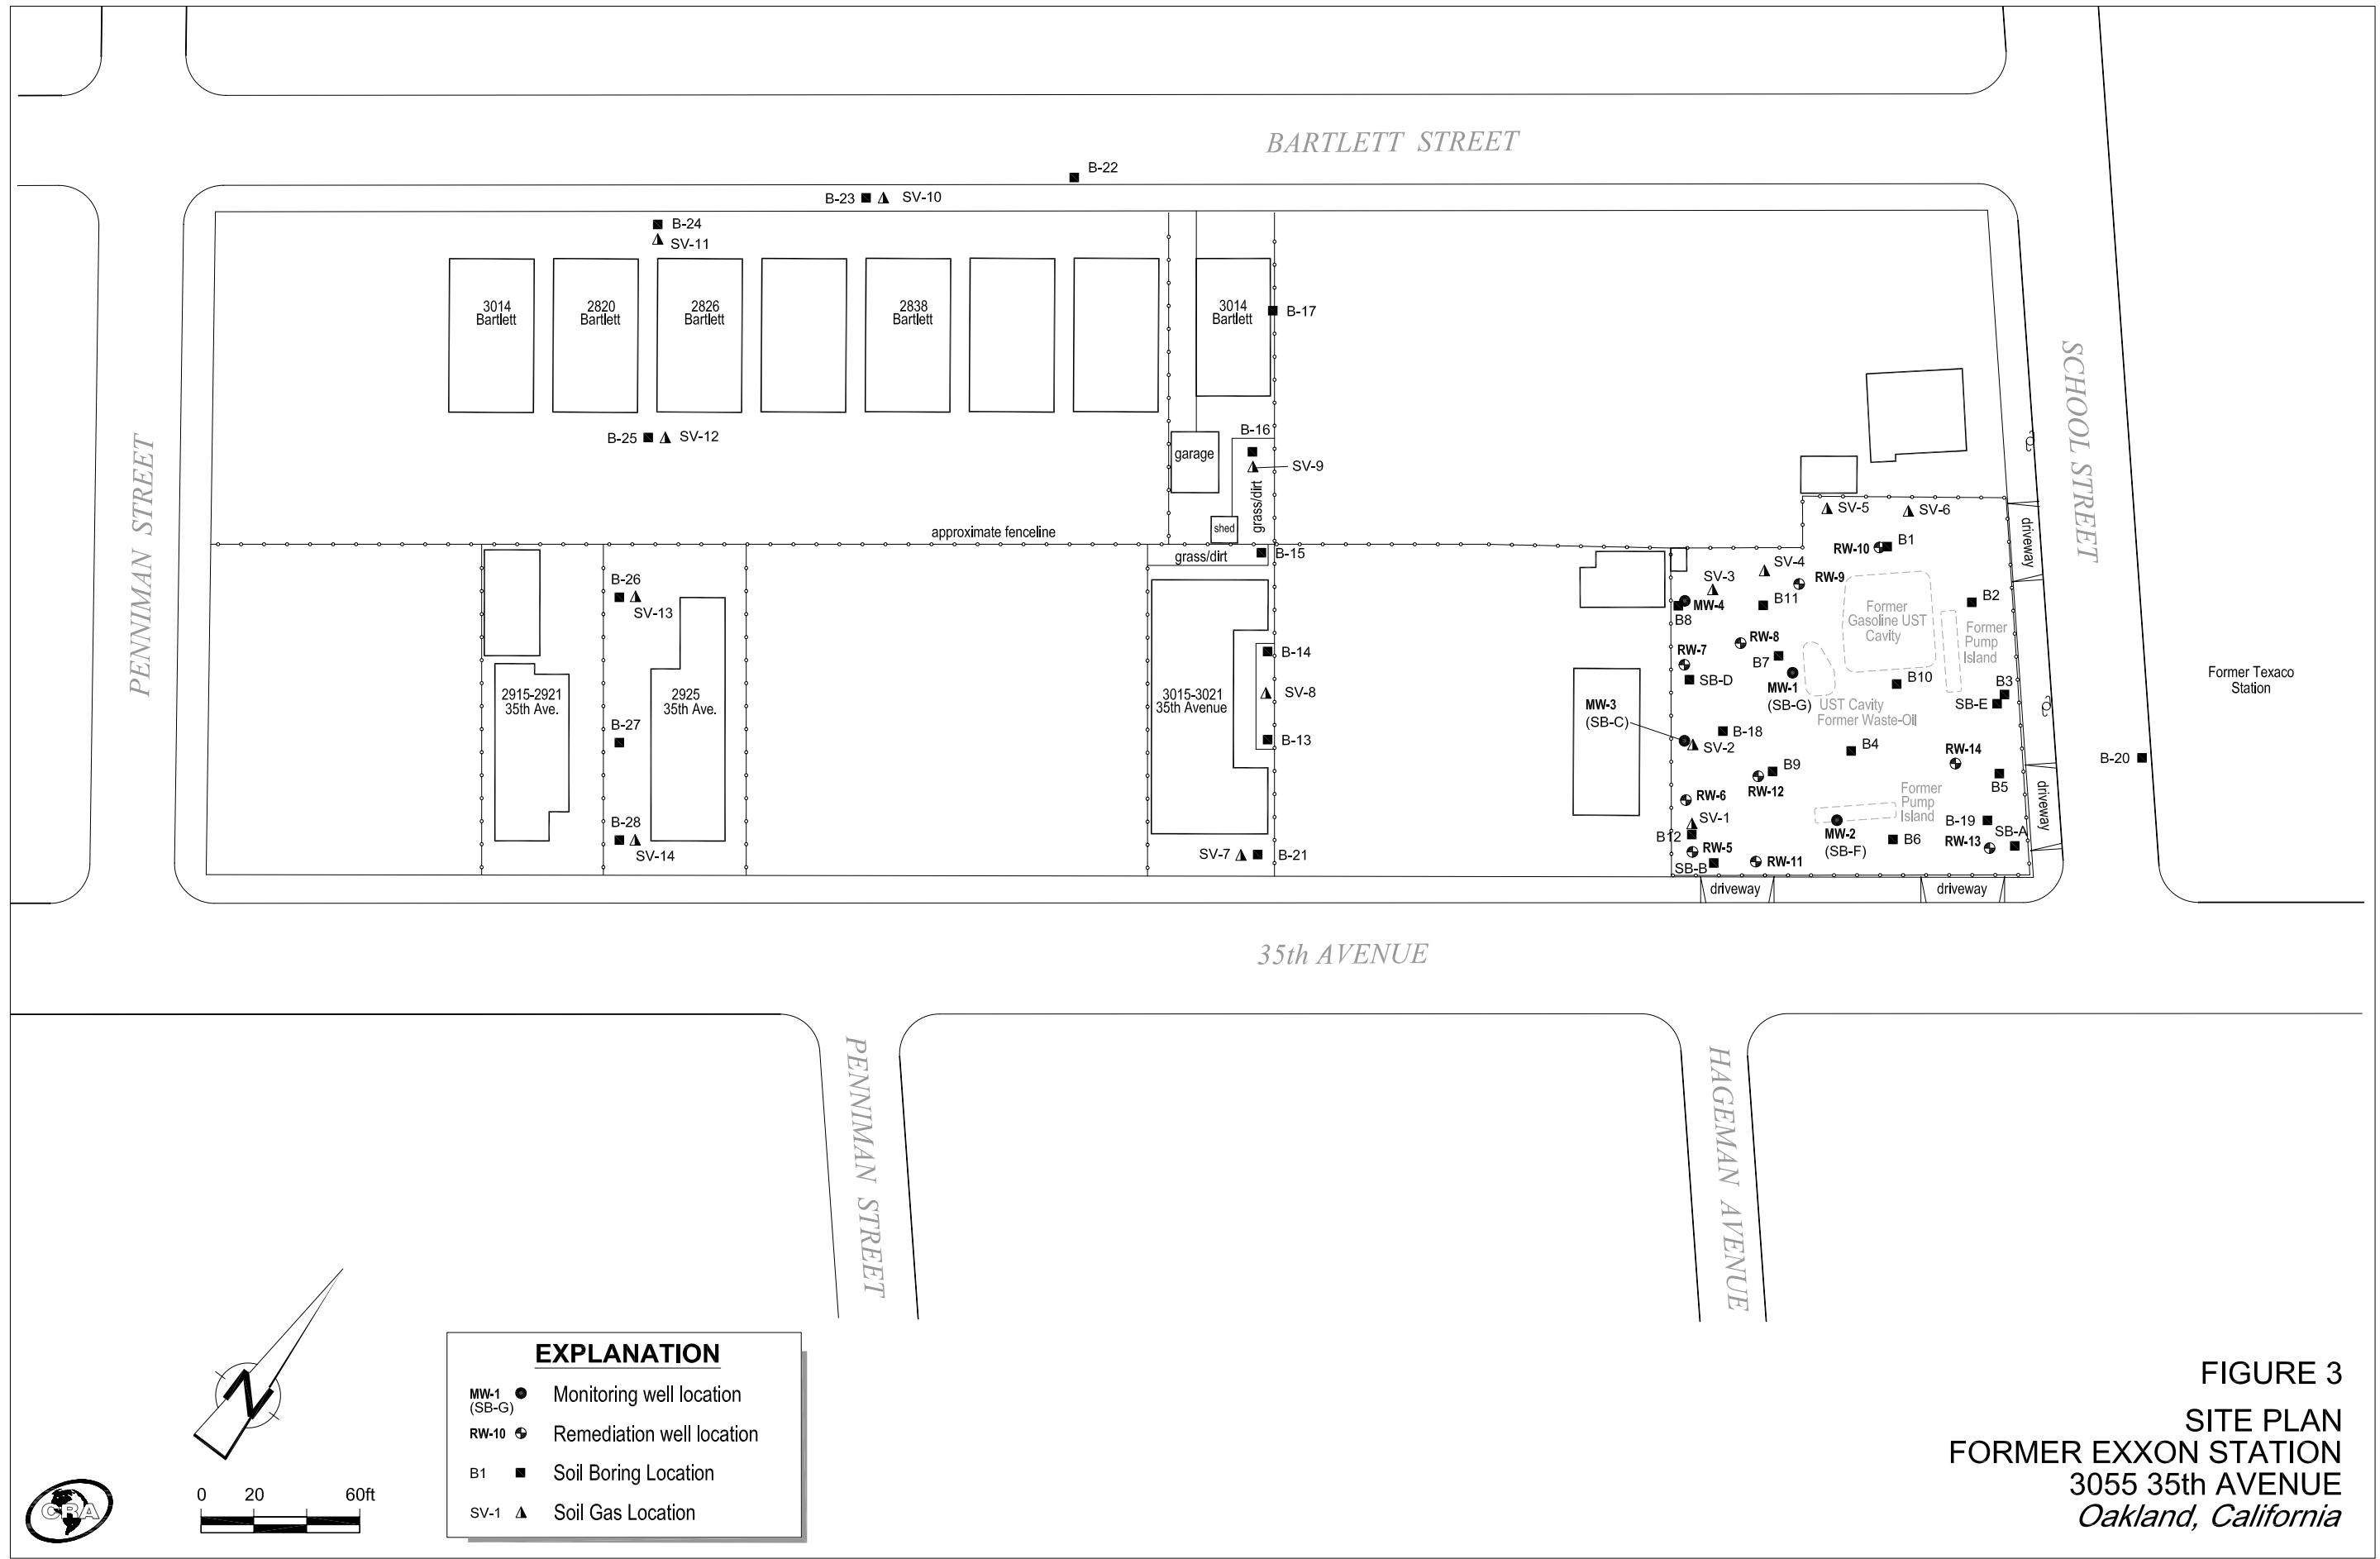 BARTLETT STREET
B-22
B-23
SV-10
B-24
SV-11
3014
Bartlett
2820
Bartlett
2826
Bartlett
2838
Bartlett
3014
Bartlett
B-17
SCHOOL STREET
PENNIMAN STREET
B-25
SV-12
B-16
garage
SV-9
grass/dirt
shed
approximate fenceline
grass/dirt
B-15
SV-5
SV-6
driveway
RW-10
B1
SV-4
SV-3
RW-9
MW-4
B8
B11
Former
Gasoline UST
Cavity
B2
Former
Pump
Island
B-26
SV-13
RW-8
RW-7
B7
B-14
SB-D
MW-1
(SB-G)
B10
B3
SB-E
Former Texaco
Station
2915-2921
35th Ave.
2925
35th Ave.
3015-3021
35th Avenue
SV-8
MW-3
(SB-C)
UST Cavity
Former Waste-Oil
B-27
B-13
B-18
SV-2
B4
RW-14
B-20
B9
RW-12
B5
RW-6
Former
Pump
Island
driveway
B-28
SV-14
SV-1
B12
MW-2
(SB-F)
B-19
SB-A
B6
RW-13
SV-7
B-21
RW-5
RW-11
SB-B
driveway
driveway
35th AVENUE
PENNIMAN STREET
HAGEMAN AVENUE
N
EXPLANATION
MW-1
(SB-G)
Monitoring well location
RW-10
Remediation well location
B1
Soil Boring Location
SV-1
Soil Gas Location
0 20 60ft
CRA
FIGURE 3
SITE PLAN
FORMER EXXON STATION
3055 35th AVENUE
Oakland, California